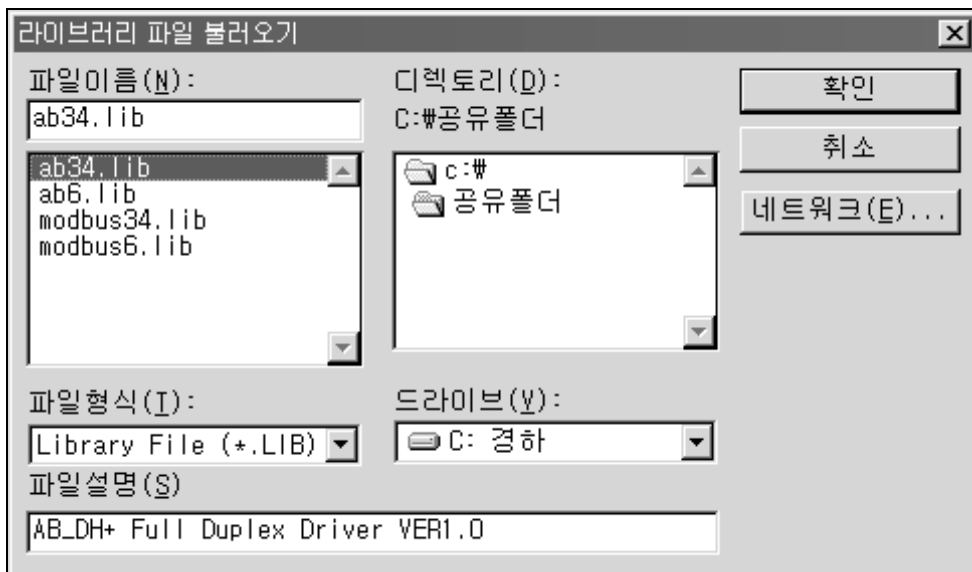 라이브러리 파일 불러오기
파일이름(N):
ab34.lib
ab34.lib
ab6.lib
modbus34.lib
modbus6.lib
디렉토리(D):
C:₩공유폴더
c:₩
공유폴더
확인
취소
네트워크(E)...
파일형식(T):
Library File (*.LIB)
드라이브(V):
C: 경하
파일설명(S)
AB_DH+ Full Duplex Driver VER1.0